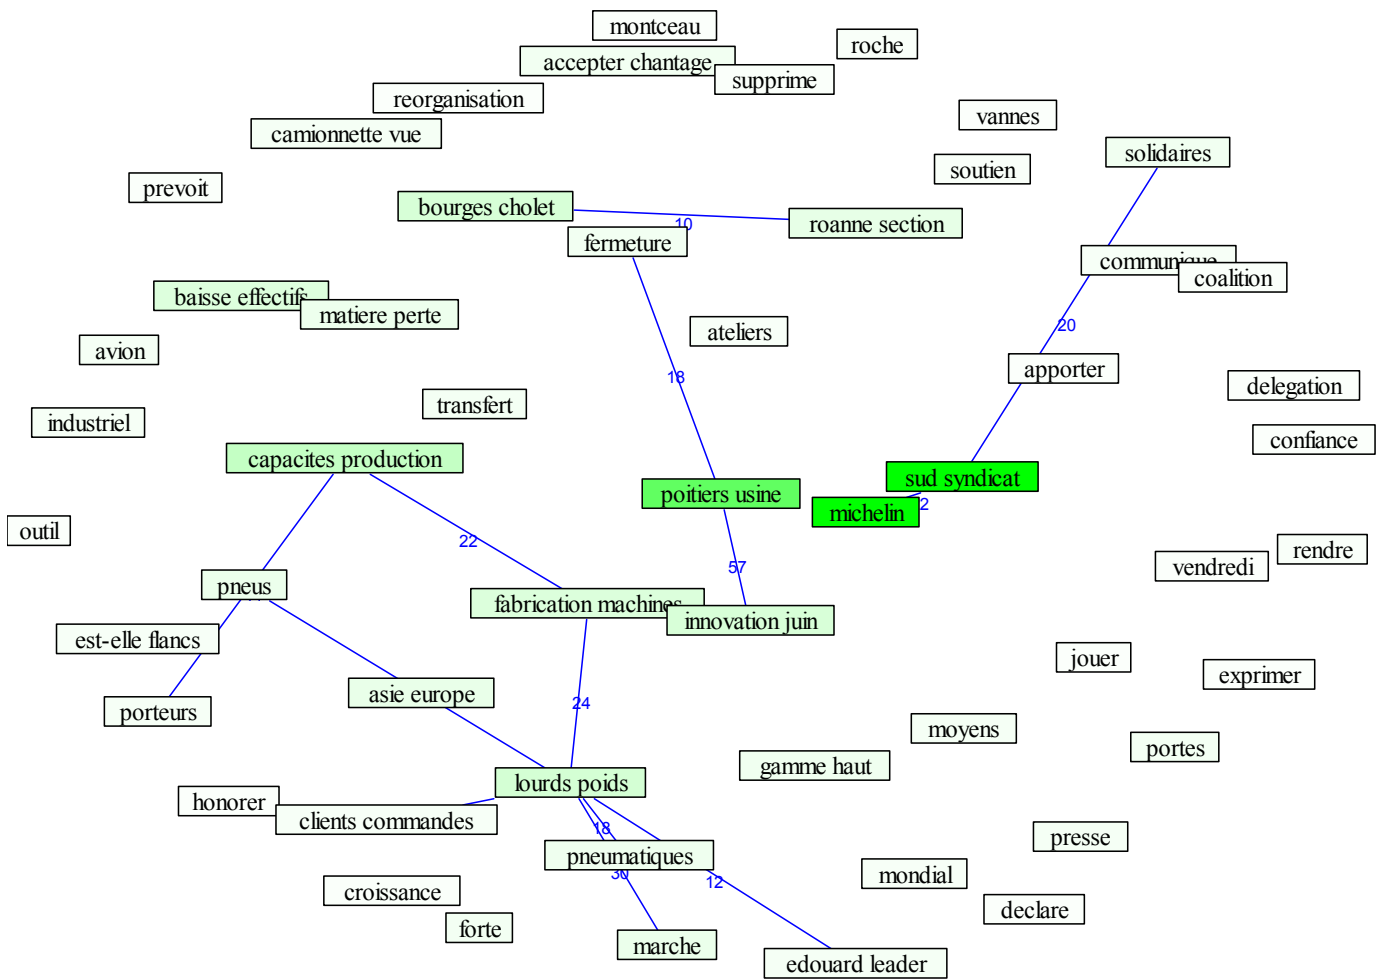 montceau
roche
accepter chantage
supprime
reorganisation
vannes
camionnette vue
solidaires
soutien
prevoit
bourges cholet
roanne section
10
fermeture
communique
coalition
baisse effectifs
matiere perte
20
ateliers
avion
apporter
18
delegation
transfert
industriel
confiance
capacites production
sud syndicat
poitiers usine
michelin
2
outil
22
rendre
57
vendredi
pneus
fabrication machines
innovation juin
est-elle flancs
jouer
exprimer
asie europe
24
porteurs
moyens
portes
gamme haut
lourds poids
honorer
clients commandes
18
presse
pneumatiques
30
12
mondial
croissance
declare
forte
marche
edouard leader